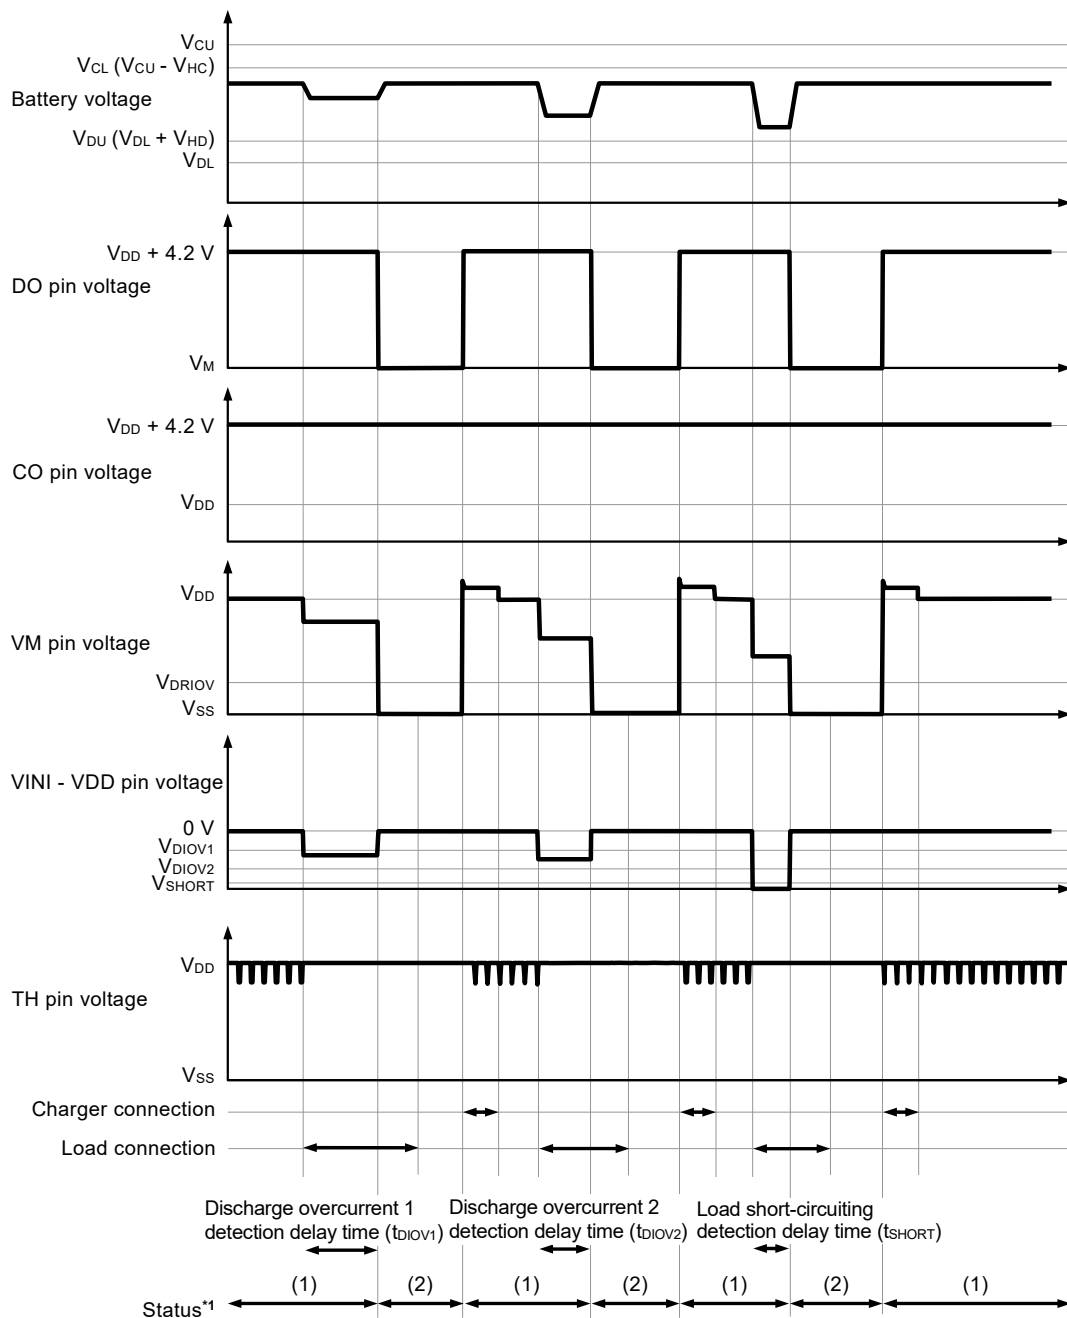 VCU
VCL (VCU - VHC)
Battery voltage
VDU (VDL + VHD)
VDL
VDD + 4.2 V
DO pin voltage
VM
VDD + 4.2 V
CO pin voltage
VDD
VDD
VM pin voltage
VDRIOV
VSS
VINI - VDD pin voltage
0 V
VDIOV1
VDIOV2
VSHORT
VDD
TH pin voltage
VSS
Charger connection
Load connection
Discharge overcurrent 1
detection delay time (tDIOV1)
Discharge overcurrent 2
detection delay time (tDIOV2)
Load short-circuiting
detection delay time (tSHORT)
(1) (2) (1) (2) (1) (2) (1)
Status*1